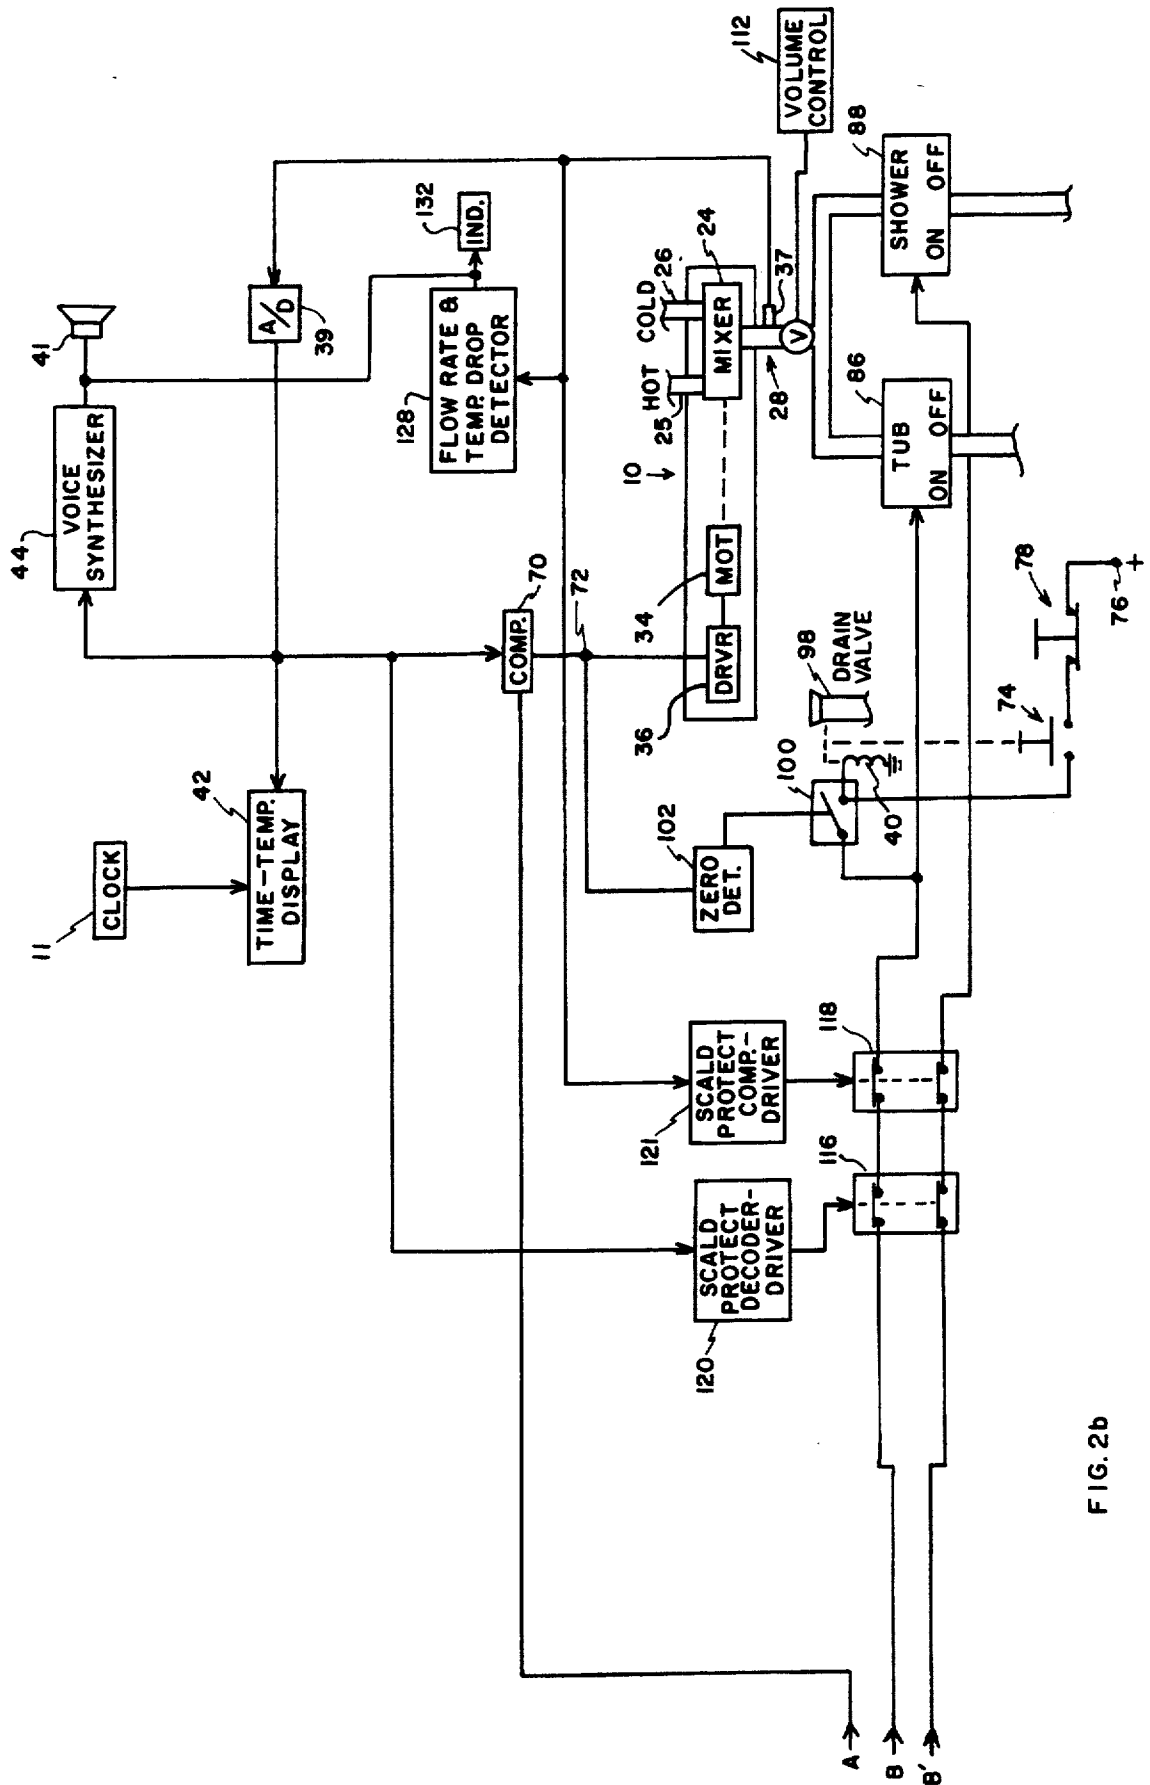 44
VOICE
SYNTHESIZER
41
11
CLOCK
42
TIME-TEMP.
DISPLAY
A/D
39
132
IND.
128
FLOW RATE &
TEMP. DROP
DETECTOR
70
COMP.
72
10
HOT
25
COLD
26
24
MIXER
34
MOT
36
DRVR
28
37
V
112
VOLUME
CONTROL
121
SCALD
PROTECT
COMP.-
DRIVER
120
SCALD
PROTECT
DECODER-
DRIVER
102
ZERO
DET.
100
98
DRAIN
VALVE
40
86
TUB
ON OFF
88
SHOWER
ON OFF
116
118
74
78
76
+
A
B
B'
FIG. 2b